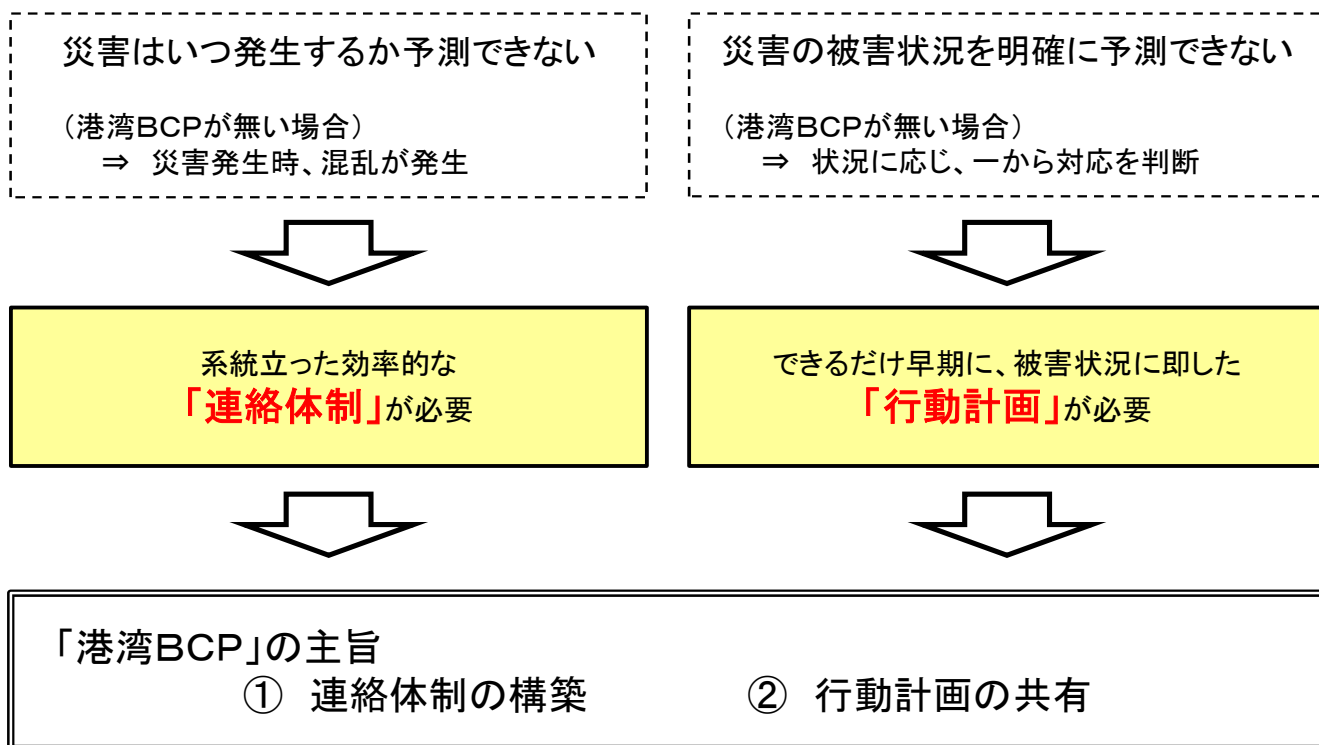 災害はいつ発生するか予測できない
(港湾BCPが無い場合)
⇒ 災害発生時、混乱が発生
災害の被害状況を明確に予測できない
(港湾BCPが無い場合)
⇒ 状況に応じ、一から対応を判断
系統立った効率的な
「連絡体制」が必要
できるだけ早期に、被害状況に即した
「行動計画」が必要
「港湾BCP」の主旨
① 連絡体制の構築 ② 行動計画の共有